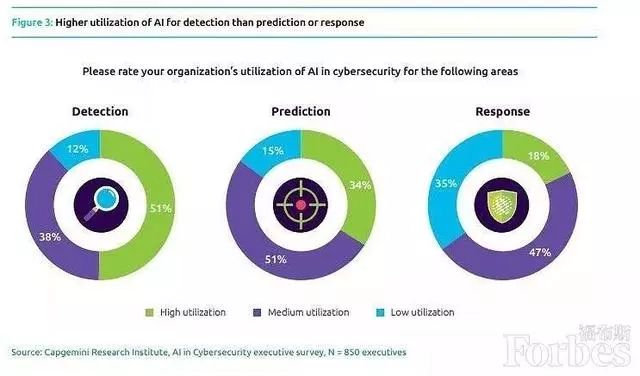 Figure 3: Higher utilization of AI for detection than prediction or response
Please rate your organization's utilization of AI in cybersecurity for the following areas
Detection
Prediction
Response
12%
38%
51%
15%
34%
51%
18%
35%
47%
High utilization
Medium utilization
Low utilization
福布斯
Forbes
Source: Capgemini Research Institute, AI in Cybersecurity executive survey, N = 850 executives